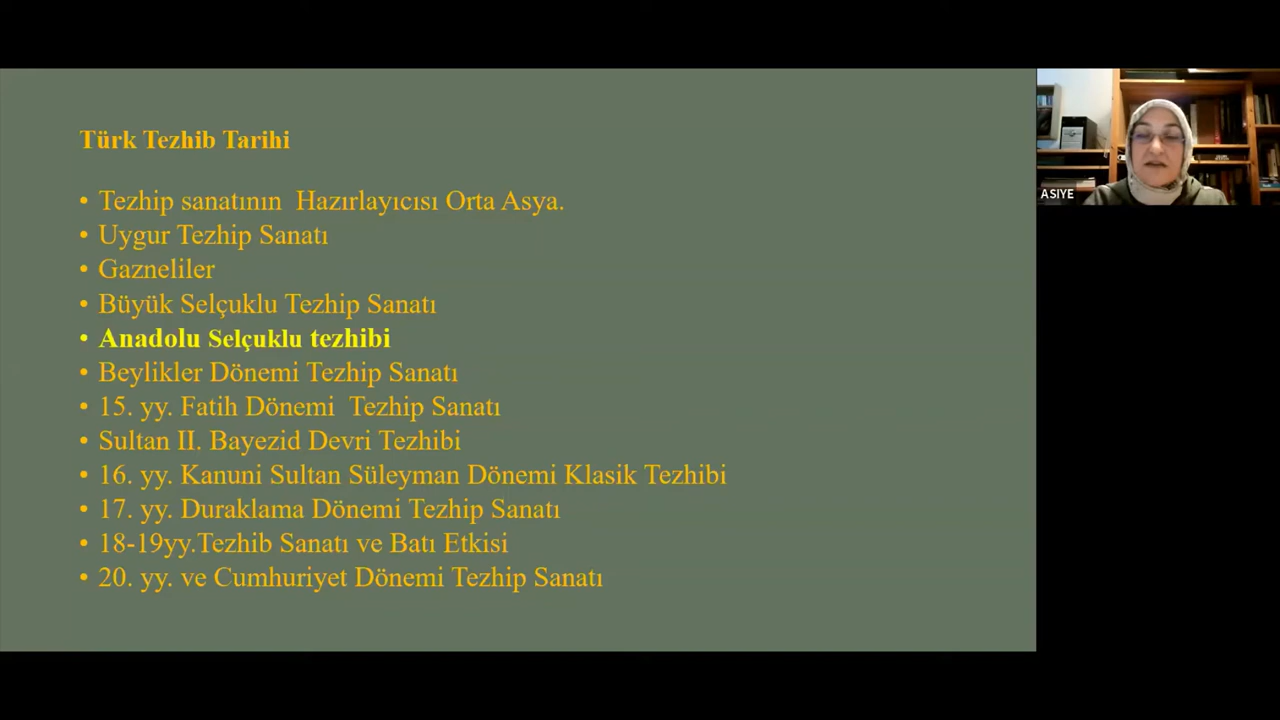 Türk Tezhib Tarihi
• Tezhip sanatının  Hazırlayıcısı Orta Asya.
• Uygur Tezhip Sanatı
• Gazneliler
• Büyük Selçuklu Tezhip Sanatı
• Anadolu Selçuklu tezhibi
• Beylikler Dönemi Tezhip Sanatı
• 15. yy. Fatih Dönemi  Tezhip Sanatı
• Sultan II. Bayezid Devri Tezhibi
• 16. yy. Kanuni Sultan Süleyman Dönemi Klasik Tezhibi
• 17. yy. Duraklama Dönemi Tezhip Sanatı
• 18-19yy.Tezhib Sanatı ve Batı Etkisi
• 20. yy. ve Cumhuriyet Dönemi Tezhip Sanatı
ASIYE